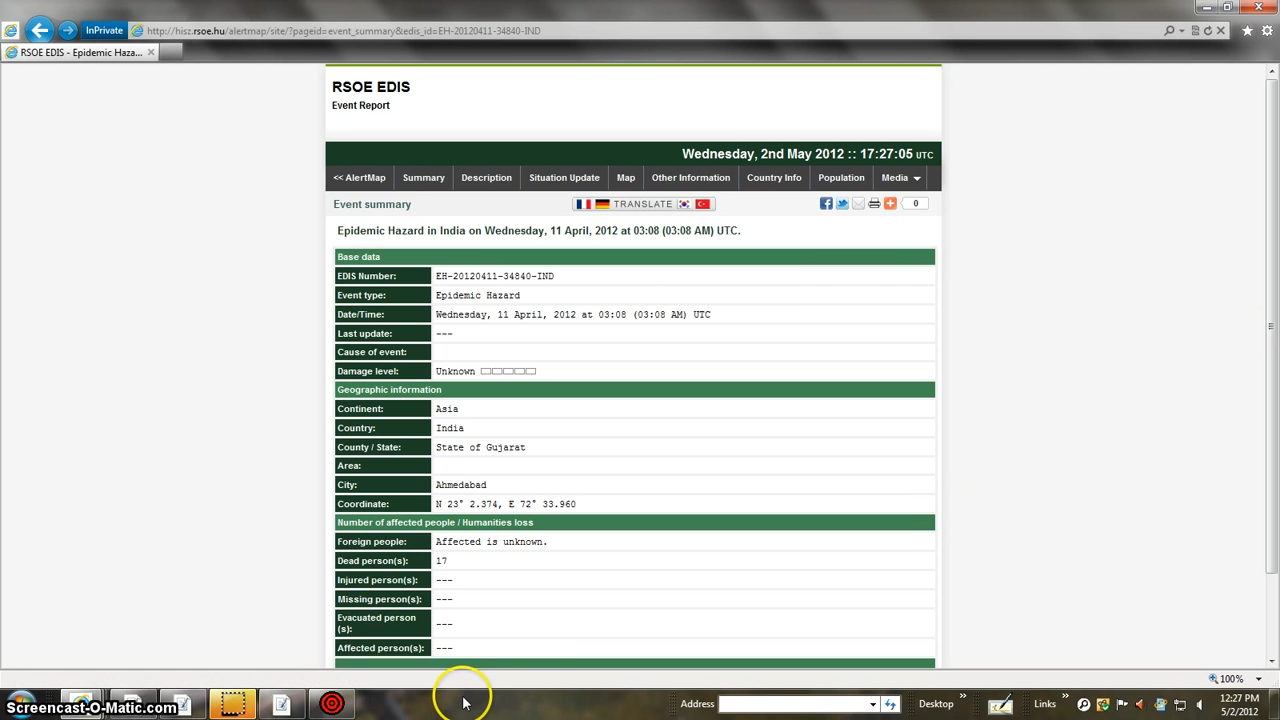 InPrivate
http://hisz.rsoe.hu/alertmap/site/?pageid=event_summary&edis_id=EH-20120411-34840-IND
RSOE EDIS - Epidemic Haza...
RSOE EDIS
Event Report
Wednesday, 2nd May 2012 :: 17:27:05 UTC
<< AlertMap Summary Description Situation Update Map Other Information Country Info Population Media
Event summary TRANSLATE 0
Epidemic Hazard in India on Wednesday, 11 April, 2012 at 03:08 (03:08 AM) UTC.
Base data
EDIS Number: EH-20120411-34840-IND
Event type: Epidemic Hazard
Date/Time: Wednesday, 11 April, 2012 at 03:08 (03:08 AM) UTC
Last update: ---
Cause of event:
Damage level: Unknown
Geographic information
Continent: Asia
Country: India
County / State: State of Gujarat
Area:
City: Ahmedabad
Coordinate: N 23° 2.374, E 72° 33.960
Number of affected people / Humanities loss
Foreign people: Affected is unknown.
Dead person(s): 17
Injured person(s): ---
Missing person(s): ---
Evacuated person
(s): ---
Affected person(s): ---
100%
Address Desktop » Links » 12:27 PM
5/2/2012
Screencast-O-Matic.com